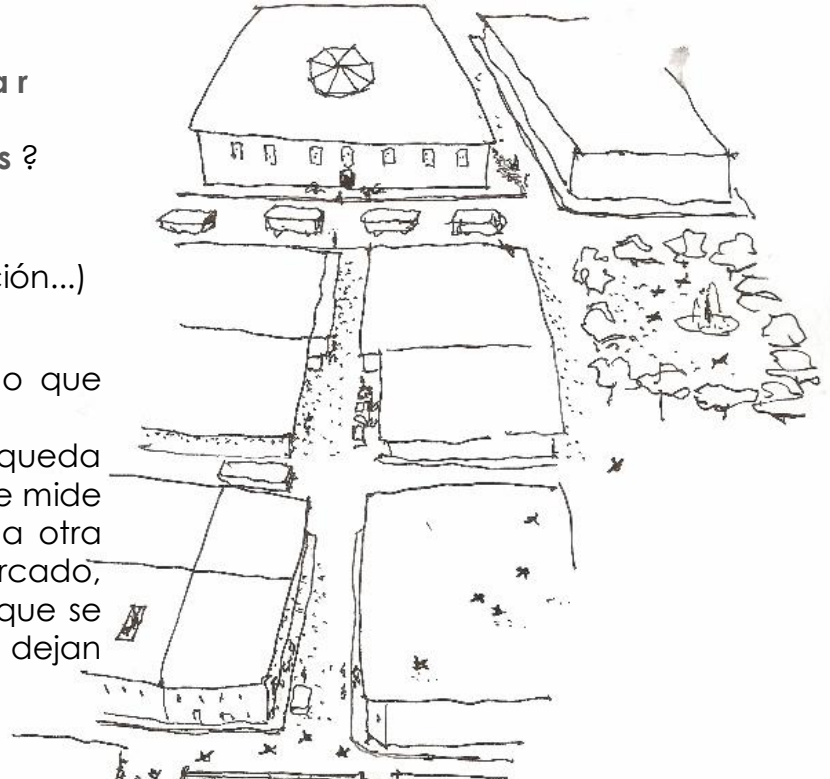 a r
s ?
ción...)
o que
queda
e mide
a otra
rcado,
que se
dejan